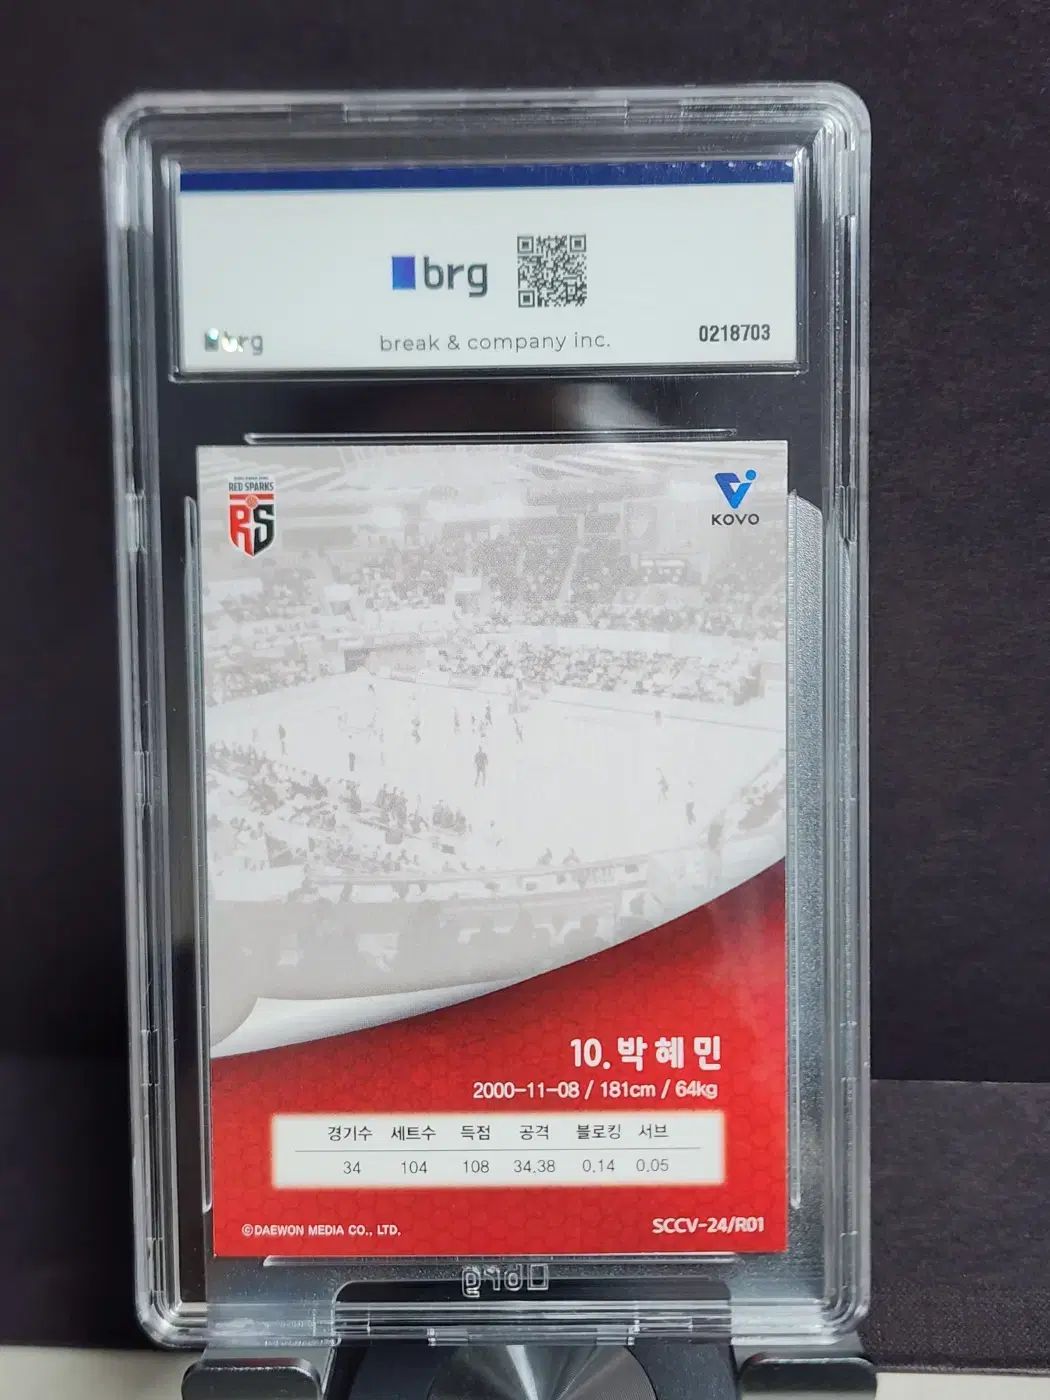 brg
brg
break & company inc.
0218703
RED SPARKS
RS
KOVO
10. 박혜민
2000-11-08 / 181cm / 64kg
경기수 세트수 득점 공격 블로킹 서브
34 104 108 34.38 0.14 0.05
©DAEWON MEDIA CO., LTD.
SCCV-24/R01
brg